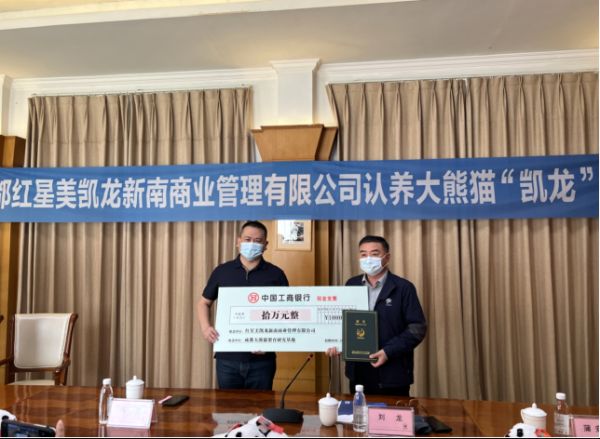 都红星美凯龙新南商业管理有限公司认养大熊猫“凯龙”
中国工商银行
拾万元整
¥1000
红星美凯龙新南商业管理有限公司
成都大熊猫繁育研究基地
刘 龙
蒲安